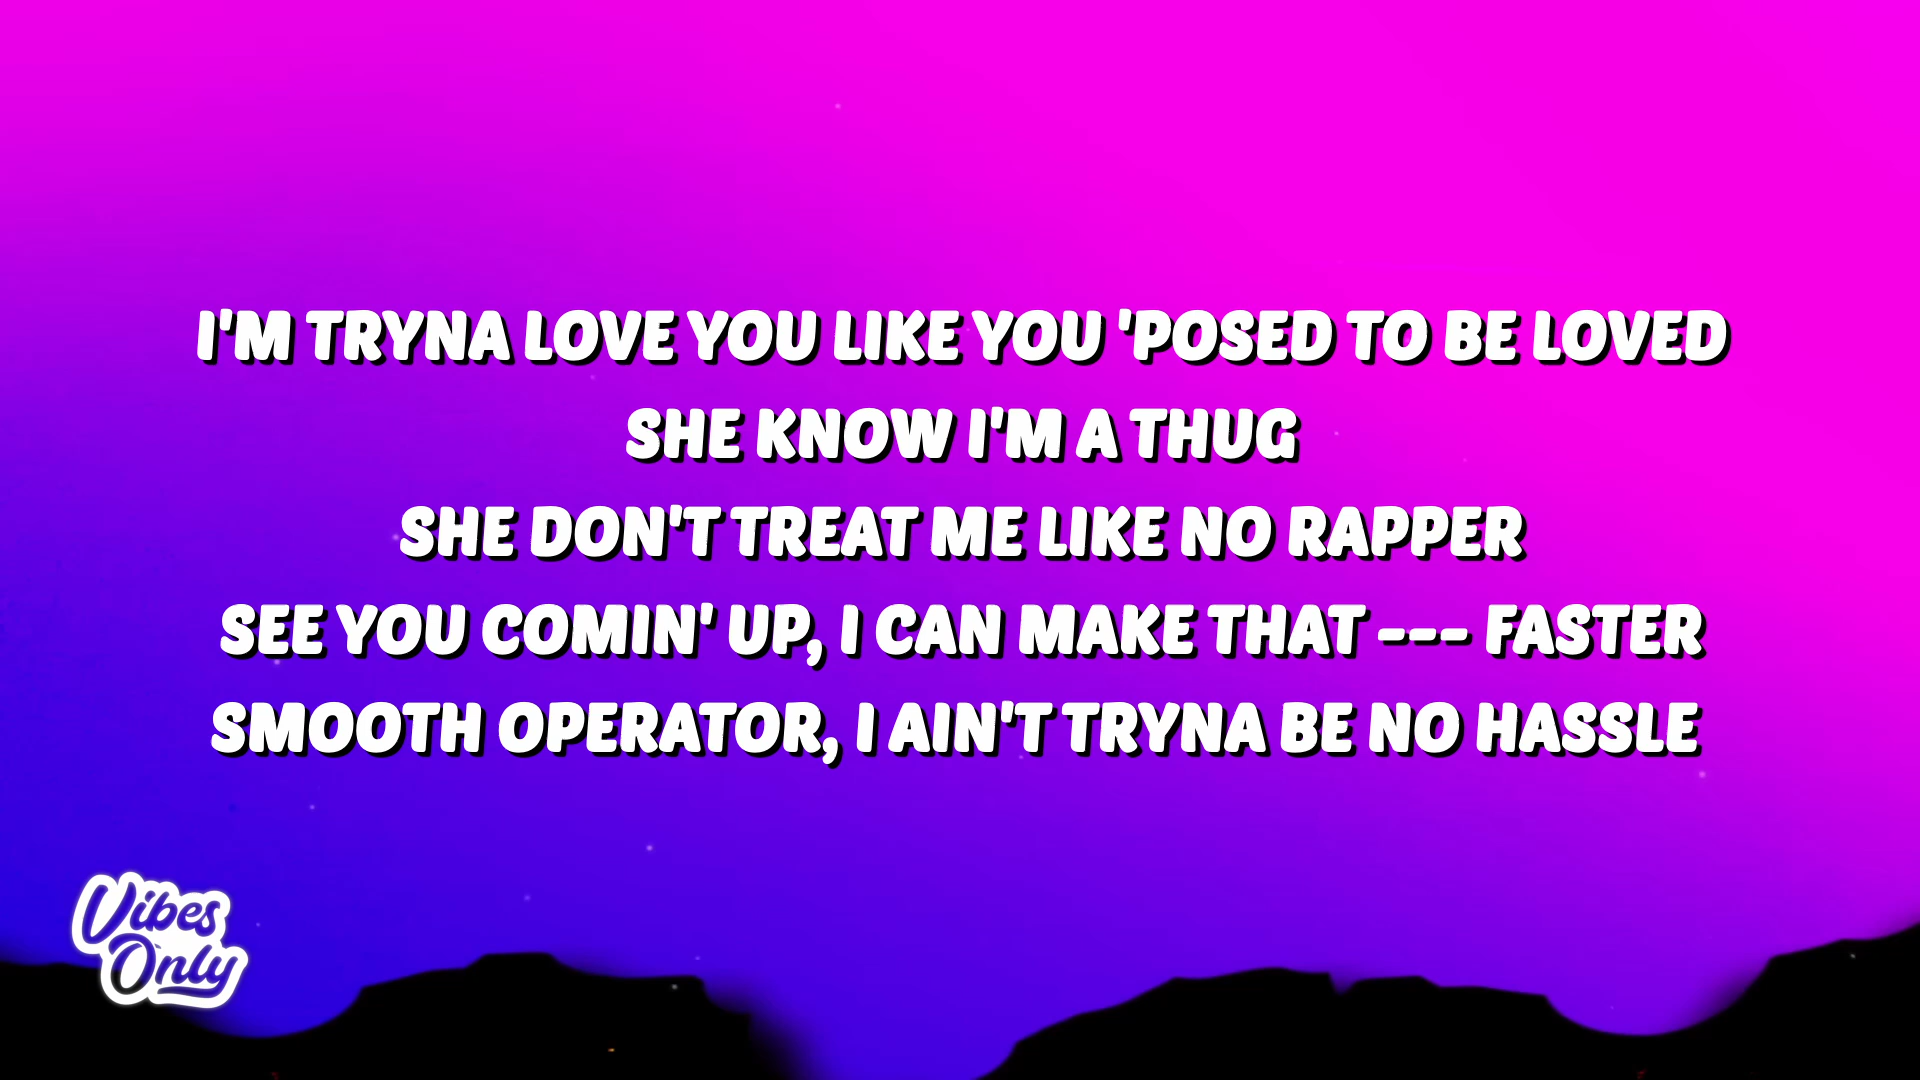 I'M TRYNA LOVE YOU LIKE YOU 'POSED TO BE LOVED
SHE KNOW I'M A THUG
SHE DON'T TREAT ME LIKE NO RAPPER
SEE YOU COMIN' UP, I CAN MAKE THAT --- FASTER
SMOOTH OPERATOR, I AIN'T TRYNA BE NO HASSLE
Vibes
Only